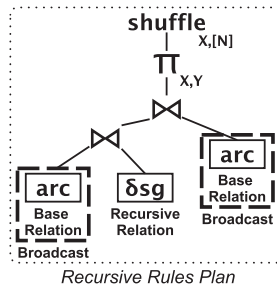 shuffle
X,[N]
Π
X,Y
⋈
⋈
arc
Base
Relation
Broadcast
arc
Base
Relation
Broadcast
δsg
Recursive
Relation
Recursive Rules Plan